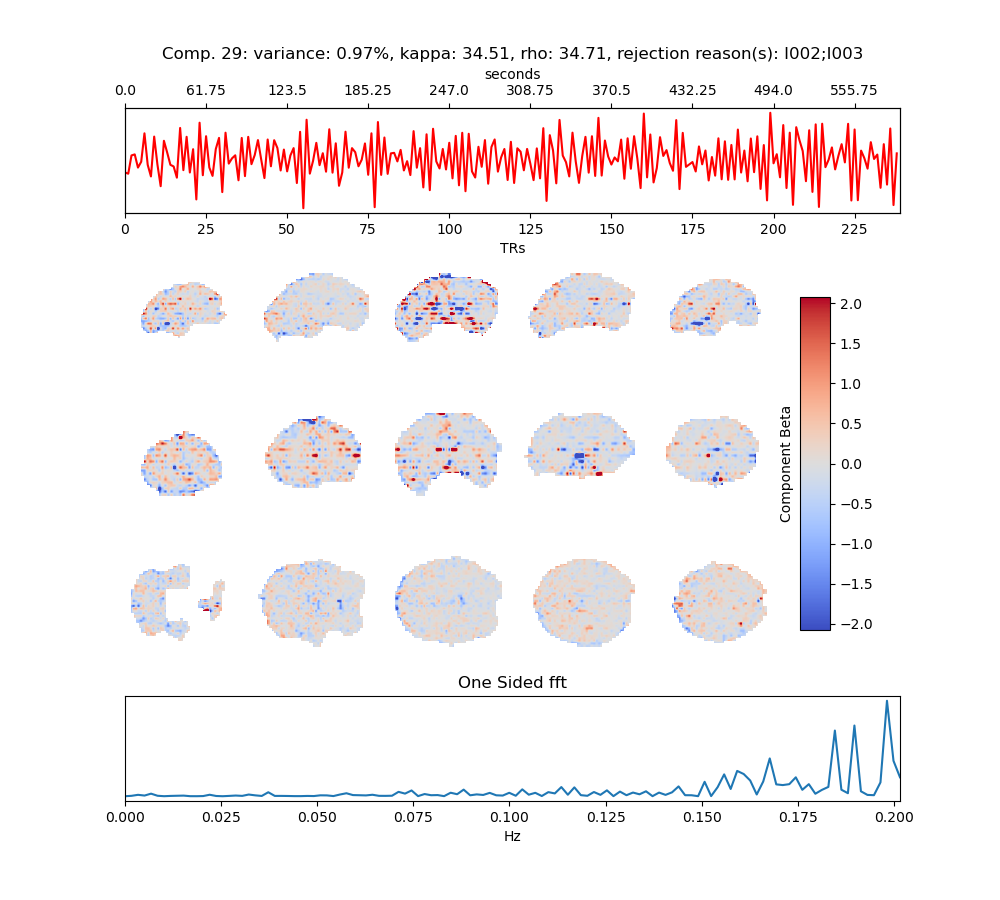 Comp. 29: variance: 0.97%, kappa: 34.51, rho: 34.71, rejection reason(s): I002;I003
seconds
0.0 61.75 123.5 185.25 247.0 308.75 370.5 432.25 494.0 555.75
0 25 50 75 100 125 150 175 200 225
TRs
2.0
1.5
1.0
0.5
0.0
−0.5
−1.0
−1.5
−2.0
Component Beta
One Sided fft
0.000 0.025 0.050 0.075 0.100 0.125 0.150 0.175 0.200
Hz